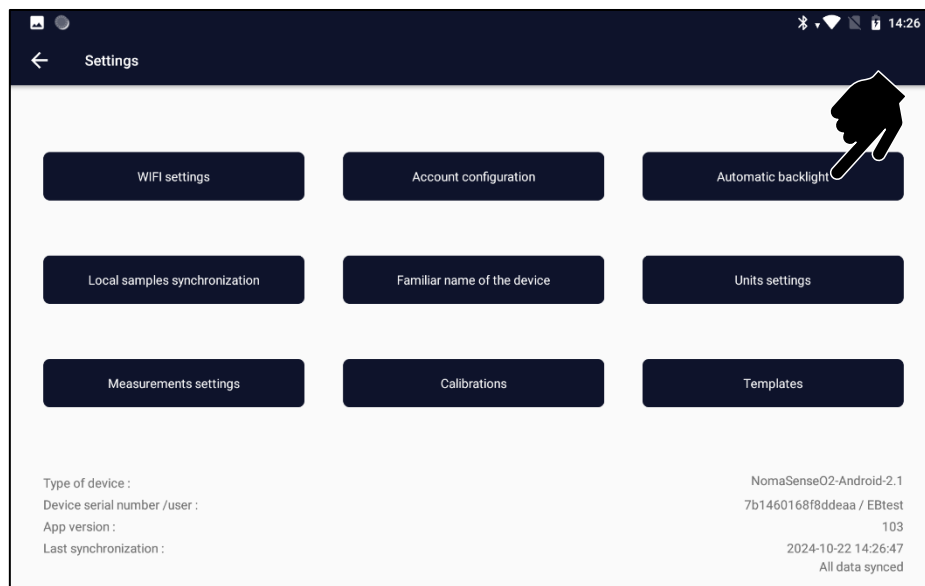 14:26
Settings
WIFI settings
Account configuration
Automatic backlight
Local samples synchronization
Familiar name of the device
Units settings
Measurements settings
Calibrations
Templates
Type of device : NomaSenseO2-Android-2.1
Device serial number /user : 7b1460168f8ddeaa / EBtest
App version : 103
Last synchronization : 2024-10-22 14:26:47
All data synced